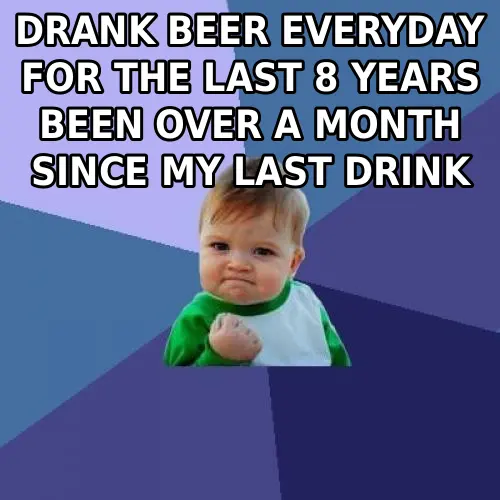 DRANK BEER EVERYDAY
FOR THE LAST 8 YEARS
BEEN OVER A MONTH
SINCE MY LAST DRINK